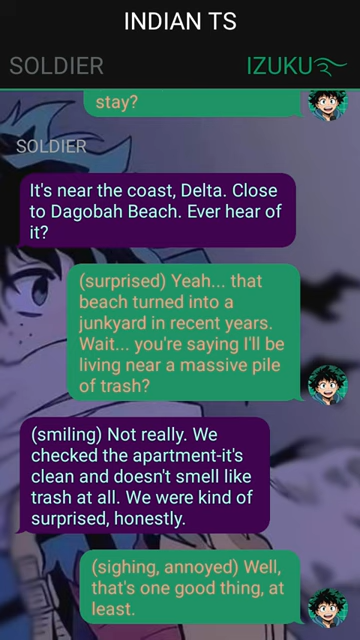 INDIAN TS
SOLDIER IZUKU
stay?
SOLDIER
It's near the coast, Delta. Close
to Dagobah Beach. Ever hear of
it?
(surprised) Yeah... that
beach turned into a
junkyard in recent years.
Wait... you're saying I'll be
living near a massive pile
of trash?
(smiling) Not really. We
checked the apartment-it's
clean and doesn't smell like
trash at all. We were kind of
surprised, honestly.
(sighing, annoyed) Well,
that's one good thing, at
least.